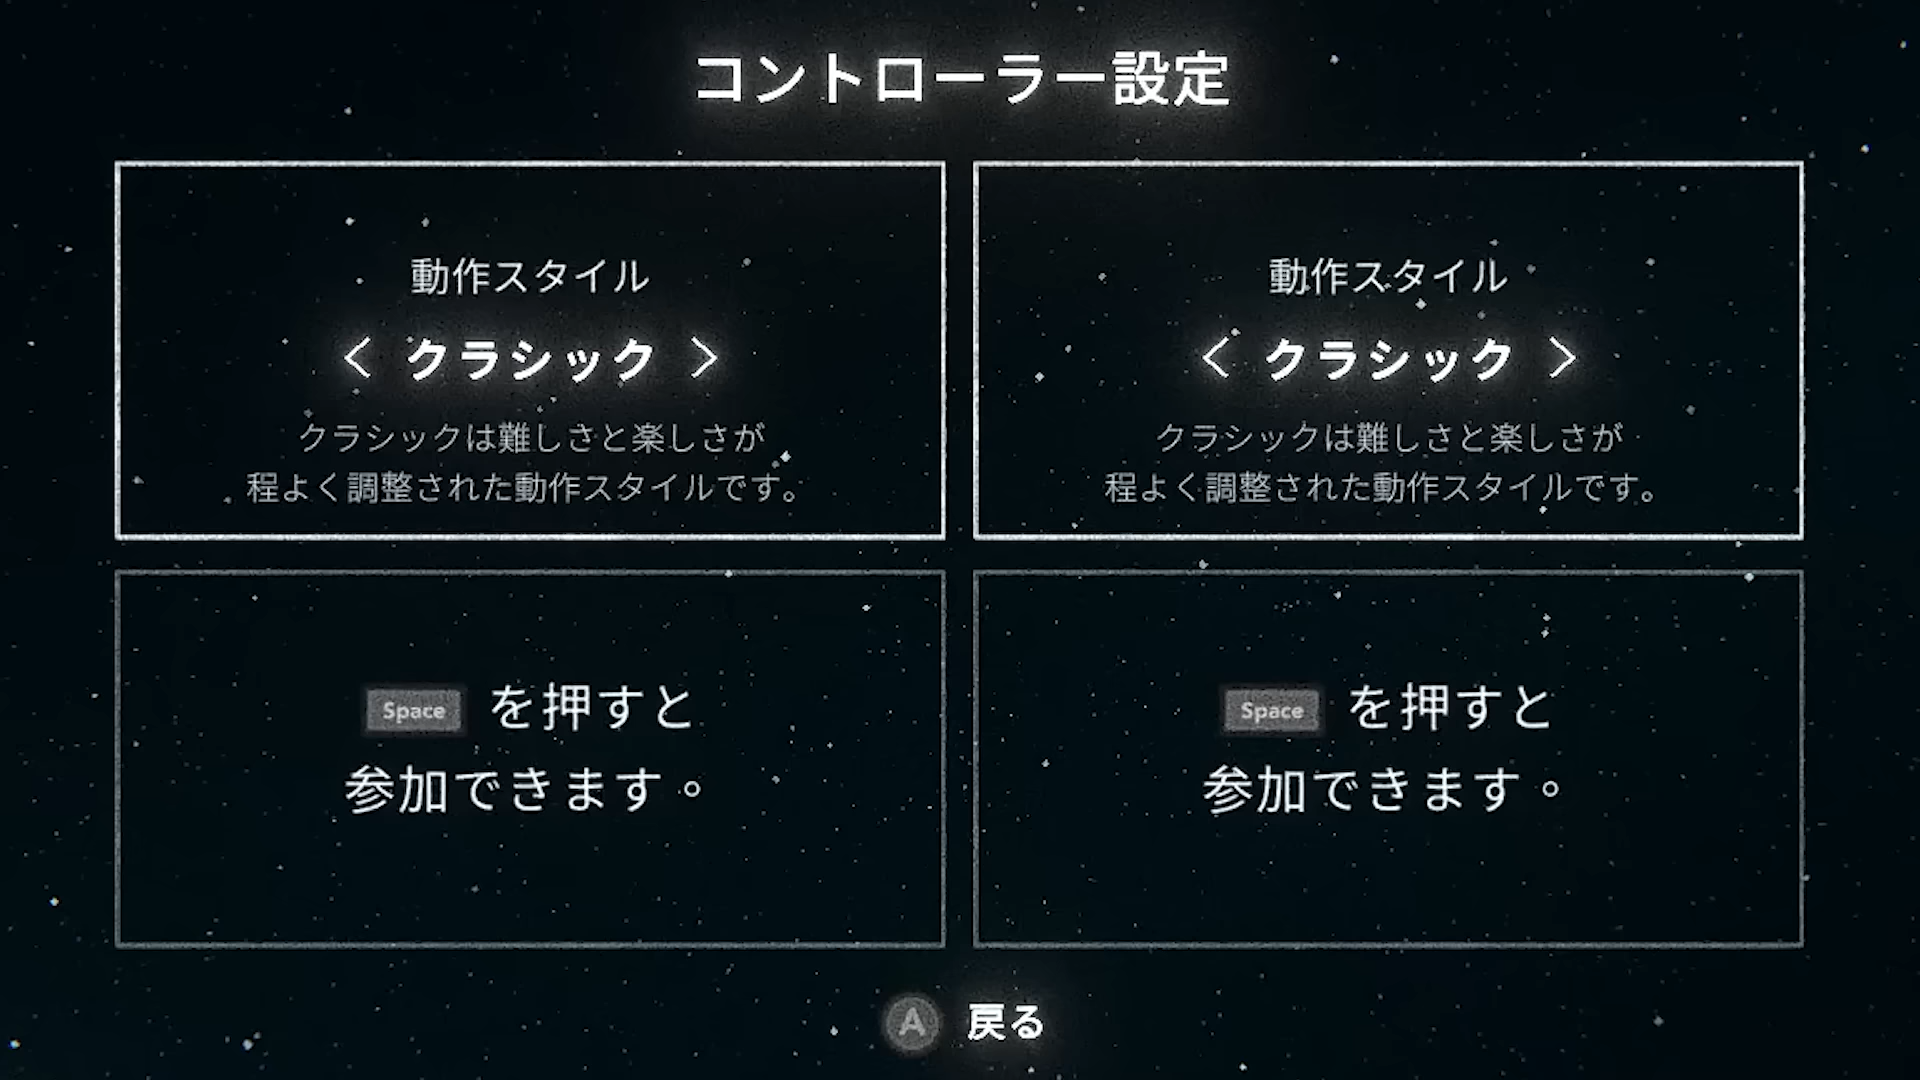 コントローラー設定
動作スタイル
< クラシック >
クラシックは難しさと楽しさが
程よく調整された動作スタイルです。
動作スタイル
< クラシック >
クラシックは難しさと楽しさが
程よく調整された動作スタイルです。
Space を押すと
参加できます。
Space を押すと
参加できます。
A 戻る